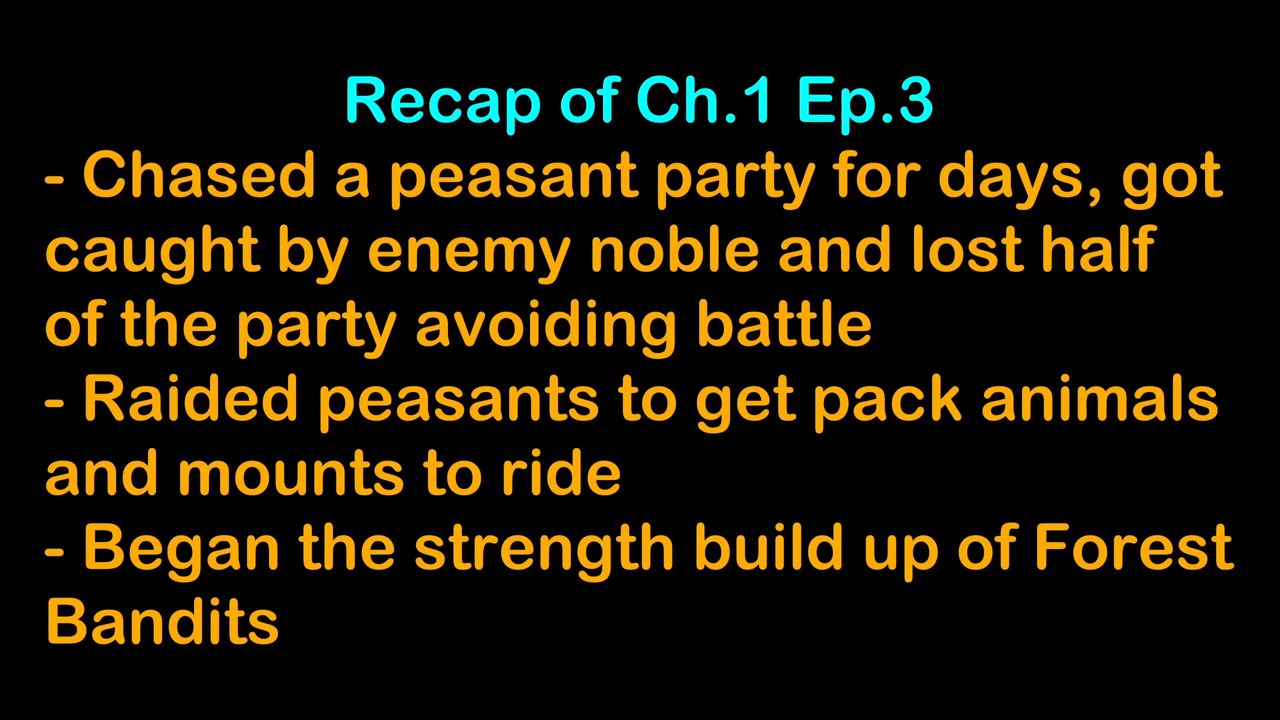 Recap of Ch.1 Ep.3
- Chased a peasant party for days, got
caught by enemy noble and lost half
of the party avoiding battle
- Raided peasants to get pack animals
and mounts to ride
- Began the strength build up of Forest
Bandits